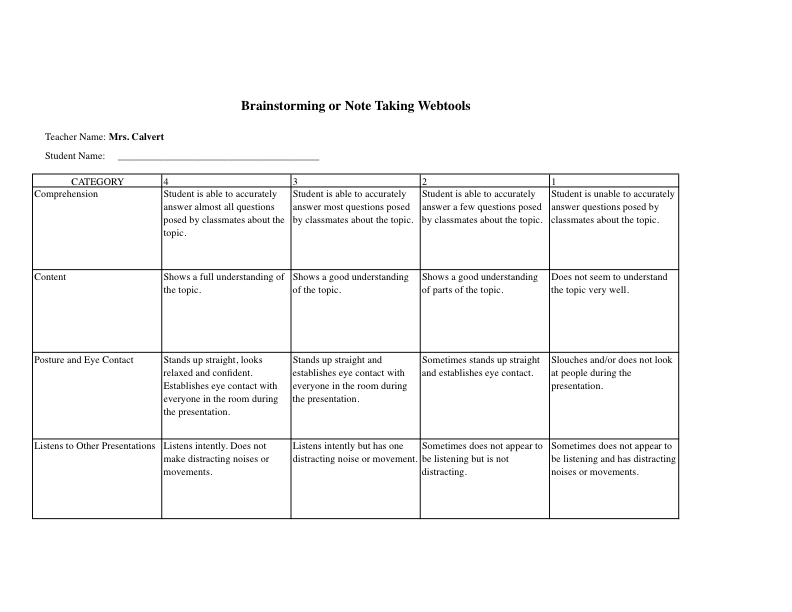 Brainstorming or Note Taking Webtools
Teacher Name: Mrs. Calvert
Student Name: ________________________________________
CATEGORY 4 3 2 1
Comprehension
Student is able to accurately
answer almost all questions
posed by classmates about the
topic.
Student is able to accurately
answer most questions posed
by classmates about the topic.
Student is able to accurately
answer a few questions posed
by classmates about the topic.
Student is unable to accurately
answer questions posed by
classmates about the topic.
Content
Shows a full understanding of
the topic.
Shows a good understanding
of the topic.
Shows a good understanding
of parts of the topic.
Does not seem to understand
the topic very well.
Posture and Eye Contact
Stands up straight, looks
relaxed and confident.
Establishes eye contact with
everyone in the room during
the presentation.
Stands up straight and
establishes eye contact with
everyone in the room during
the presentation.
Sometimes stands up straight
and establishes eye contact.
Slouches and/or does not look
at people during the
presentation.
Listens to Other Presentations
Listens intently. Does not
make distracting noises or
movements.
Listens intently but has one
distracting noise or movement.
Sometimes does not appear to
be listening but is not
distracting.
Sometimes does not appear to
be listening and has distracting
noises or movements.